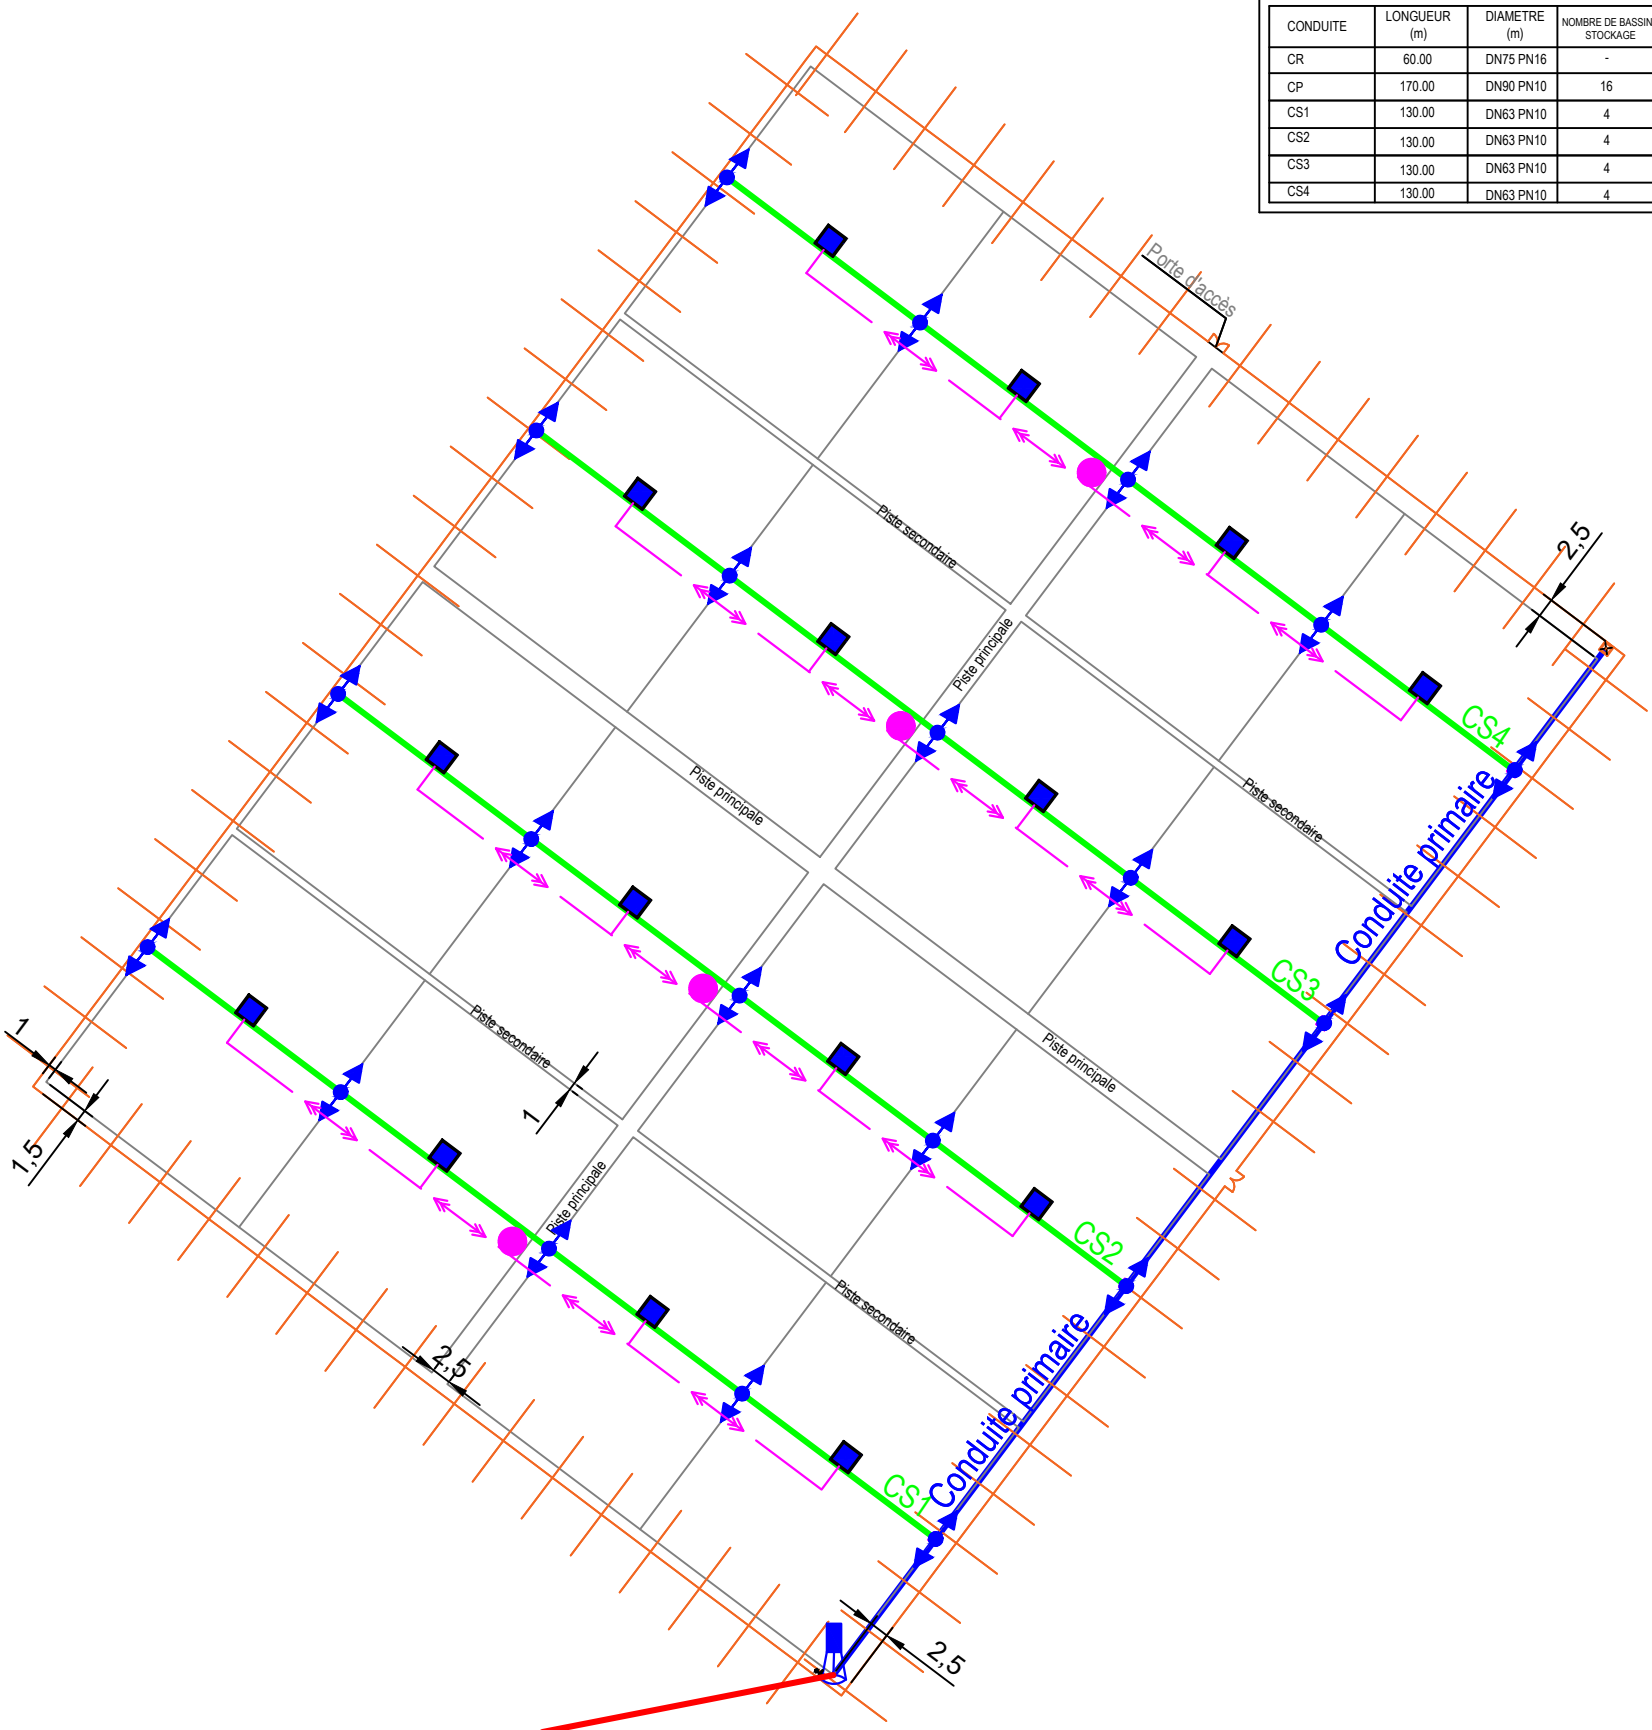 CONDUITE LONGUEUR (m) DIAMETRE (m) NOMBRE DE BASSIN STOCKAGE
CR 60.00 DN75 PN16 -
CP 170.00 DN90 PN10 16
CS1 130.00 DN63 PN10 4
CS2 130.00 DN63 PN10 4
CS3 130.00 DN63 PN10 4
CS4 130.00 DN63 PN10 4
Porte d'accès
Piste secondaire
2,5
Piste principale
CS4
Piste principale
Piste secondaire
Conduite primaire
CS3
Piste secondaire
1
Piste principale
1
1,5
Piste principale
CS2
Piste secondaire
2,5
Conduite primaire
CS1
2,5